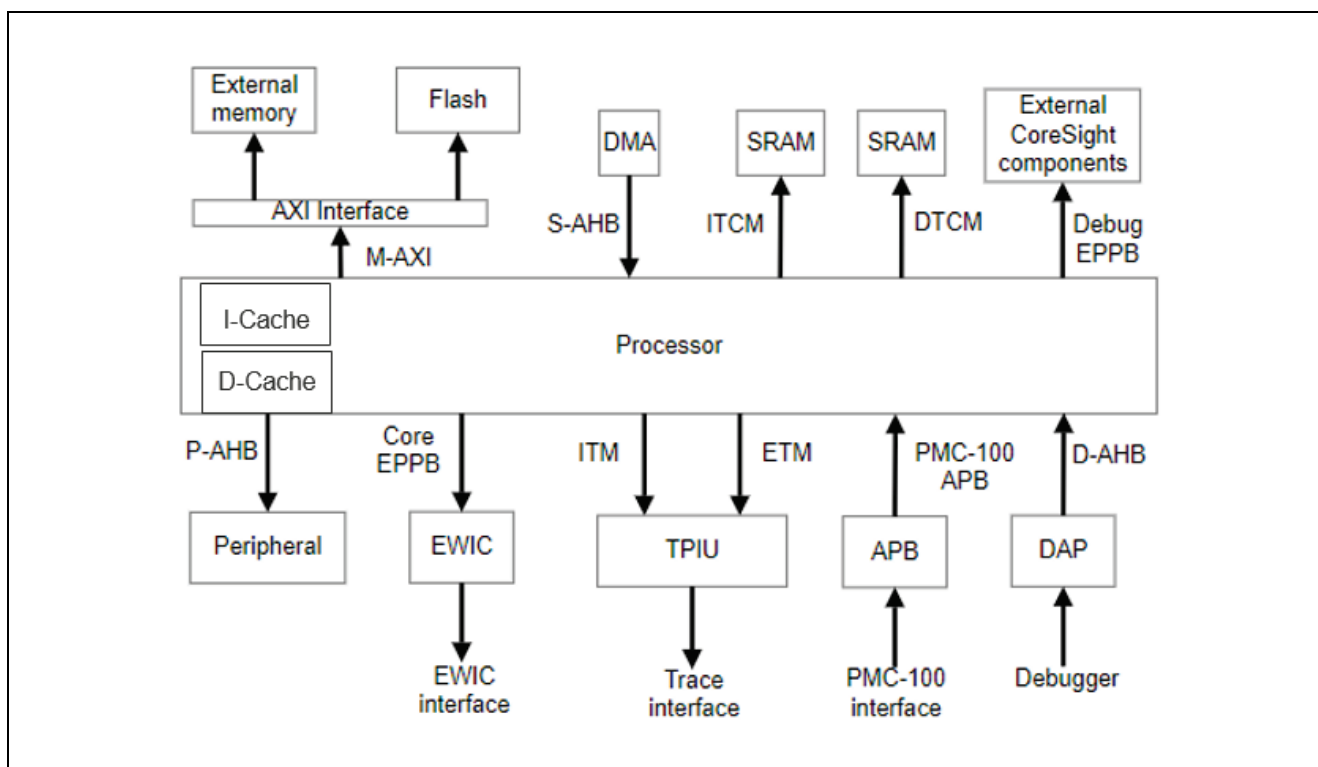 External
memory
Flash
DMA
SRAM
SRAM
External
CoreSight
components
AXI Interface
M-AXI
S-AHB
ITCM
DTCM
Debug
EPPB
I-Cache
D-Cache
Processor
P-AHB
Core
EPPB
ITM
ETM
PMC-100
APB
D-AHB
Peripheral
EWIC
TPIU
APB
DAP
EWIC
interface
Trace
interface
PMC-100
interface
Debugger